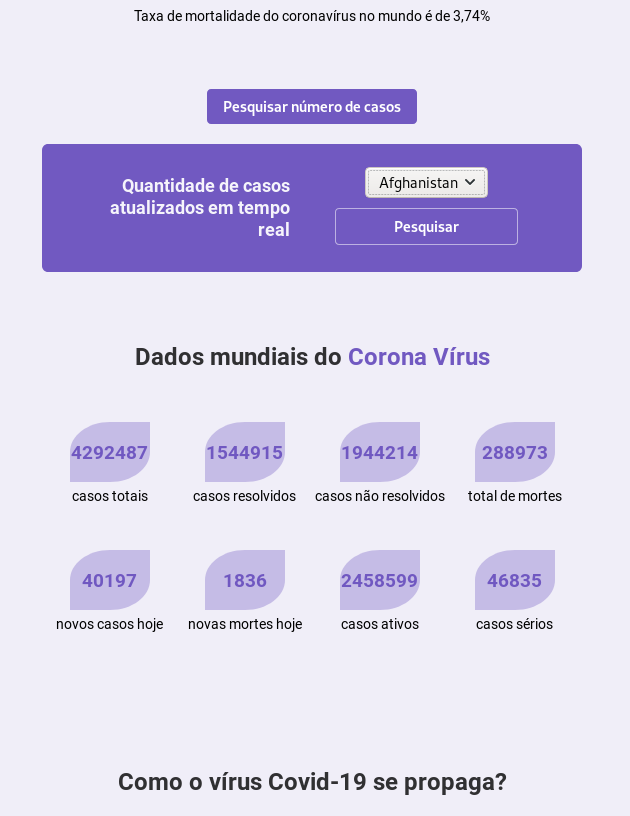 Taxa de mortalidade do coronavírus no mundo é de 3,74%
Pesquisar número de casos
Quantidade de casos
atualizados em tempo
real
Afghanistan
Pesquisar
Dados mundiais do Corona Vírus
4292487 1544915 1944214 288973
casos totais casos resolvidos casos não resolvidos total de mortes
40197 1836 2458599 46835
novos casos hoje novas mortes hoje casos ativos casos sérios
Como o vírus Covid-19 se propaga?